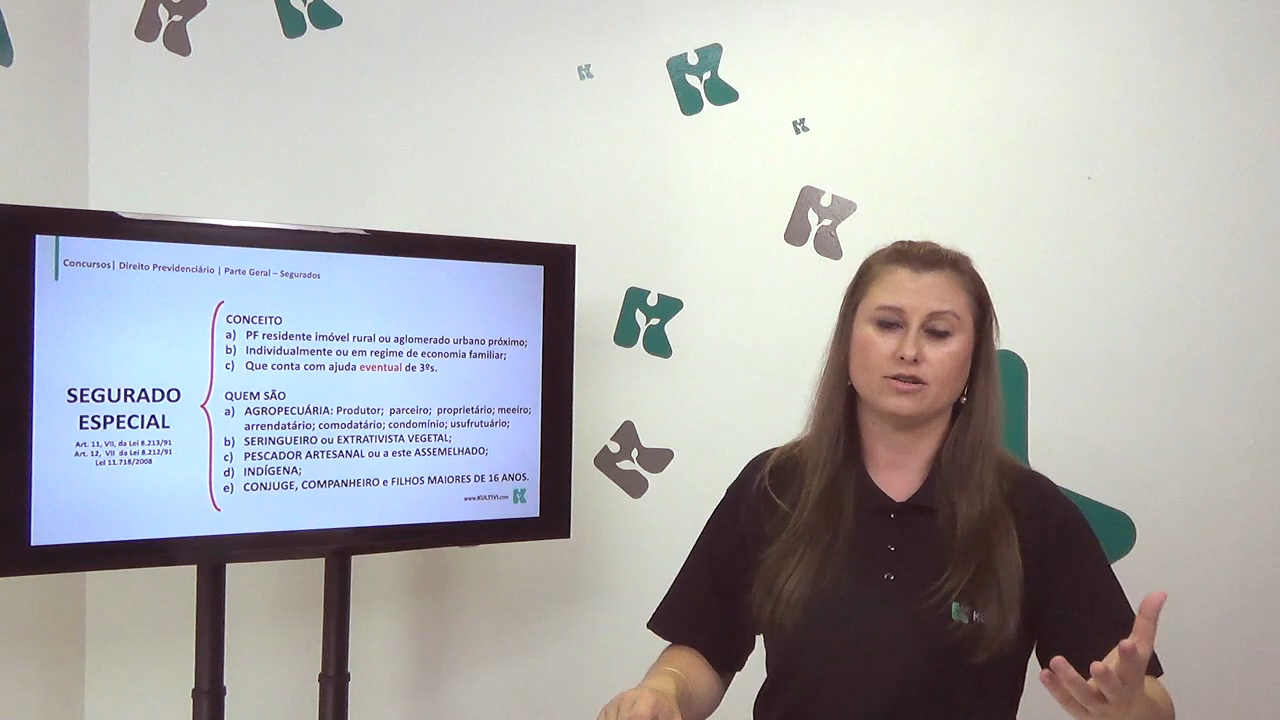 Concursos| Direito Previdenciário | Parte Geral – Segurados
SEGURADO
ESPECIAL
Art. 11, VII, da Lei 8.213/91
Art. 12, VII da Lei 8.212/91
Lei 11.718/2008
CONCEITO
a) PF residente imóvel rural ou aglomerado urbano próximo;
b) Individualmente ou em regime de economia familiar;
c) Que conta com ajuda eventual de 3ºs.
QUEM SÃO
a) AGROPECUÁRIA: Produtor; parceiro; proprietário; meeiro;
arrendatário; comodatário; condomínio; usufrutuário;
b) SERINGUEIRO ou EXTRATIVISTA VEGETAL;
c) PESCADOR ARTESANAL ou a este ASSEMELHADO;
d) INDÍGENA;
e) CONJUGE, COMPANHEIRO e FILHOS MAIORES DE 16 ANOS.
www.KULTIVI.com